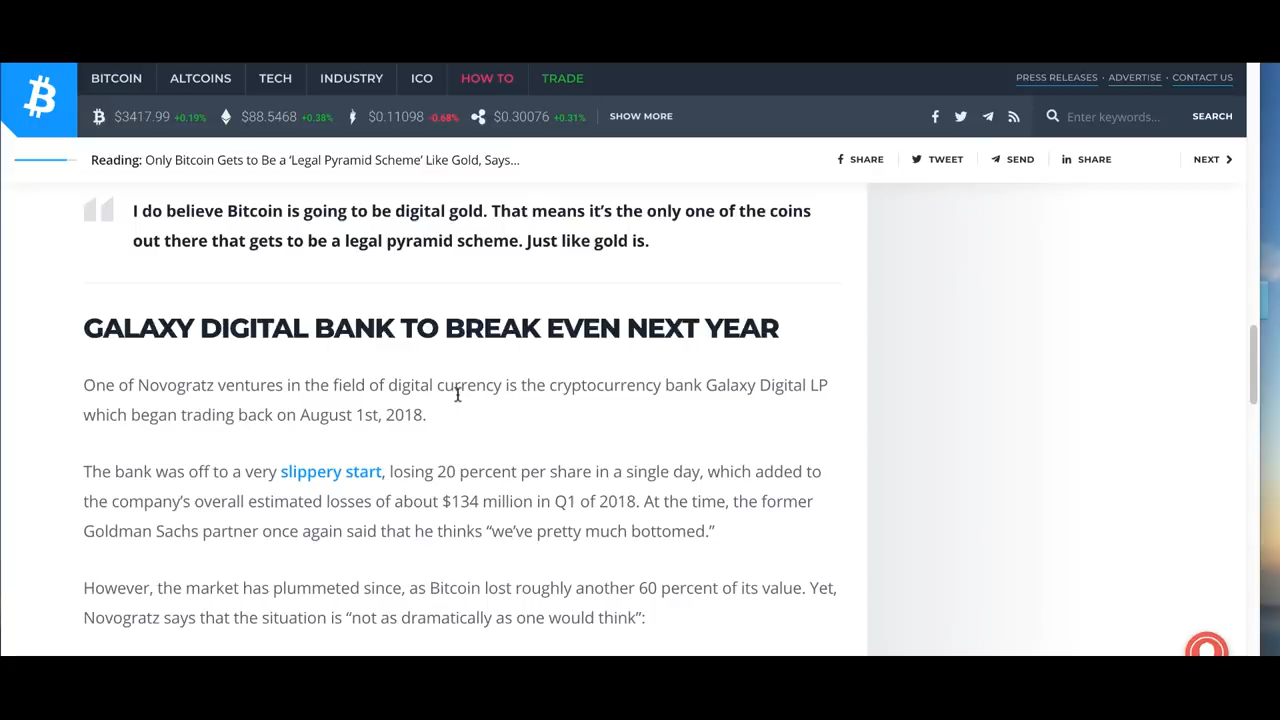 BITCOIN ALTCOINS TECH INDUSTRY ICO HOW TO TRADE PRESS RELEASES · ADVERTISE · CONTACT US
$3417.99 +0.19% $88.5468 +0.38% $0.11098 -0.68% $0.30076 +0.31% SHOW MORE Enter keywords... SEARCH
Reading: Only Bitcoin Gets to Be a ‘Legal Pyramid Scheme’ Like Gold, Says... SHARE TWEET SEND SHARE NEXT
I do believe Bitcoin is going to be digital gold. That means it’s the only one of the coins
out there that gets to be a legal pyramid scheme. Just like gold is.
GALAXY DIGITAL BANK TO BREAK EVEN NEXT YEAR
One of Novogratz ventures in the field of digital currency is the cryptocurrency bank Galaxy Digital LP
which began trading back on August 1st, 2018.
The bank was off to a very slippery start, losing 20 percent per share in a single day, which added to
the company’s overall estimated losses of about $134 million in Q1 of 2018. At the time, the former
Goldman Sachs partner once again said that he thinks “we’ve pretty much bottomed.”
However, the market has plummeted since, as Bitcoin lost roughly another 60 percent of its value. Yet,
Novogratz says that the situation is “not as dramatically as one would think”: